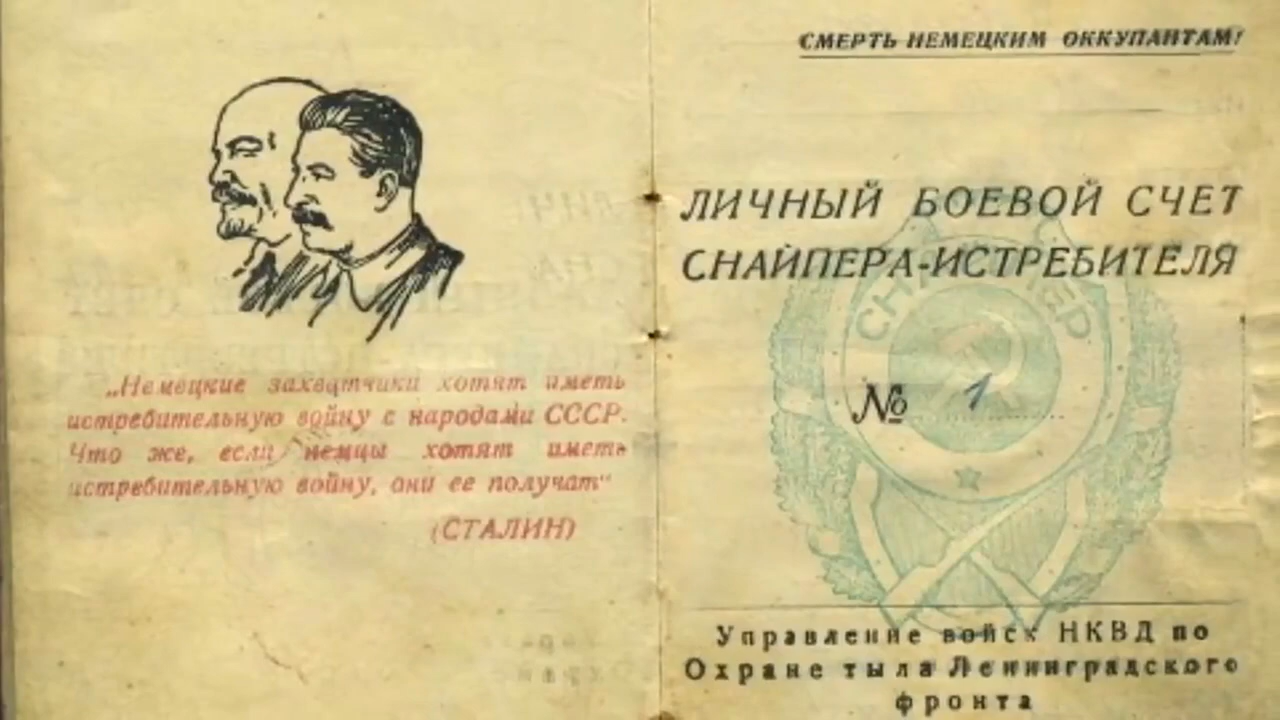 „Немецкие захватчики хотят иметь
истребительную войну с народами СССР.
Что же, если немцы хотят иметь
истребительную войну, они ее получат“
(СТАЛИН)
СМЕРТЬ НЕМЕЦКИМ ОККУПАНТАМ!
ЛИЧНЫЙ БОЕВОЙ СЧЕТ
СНАЙПЕРА-ИСТРЕБИТЕЛЯ
СНАЙПЕР
№ 1
Управление войск НКВД по
Охране тыла Ленинградского
фронта